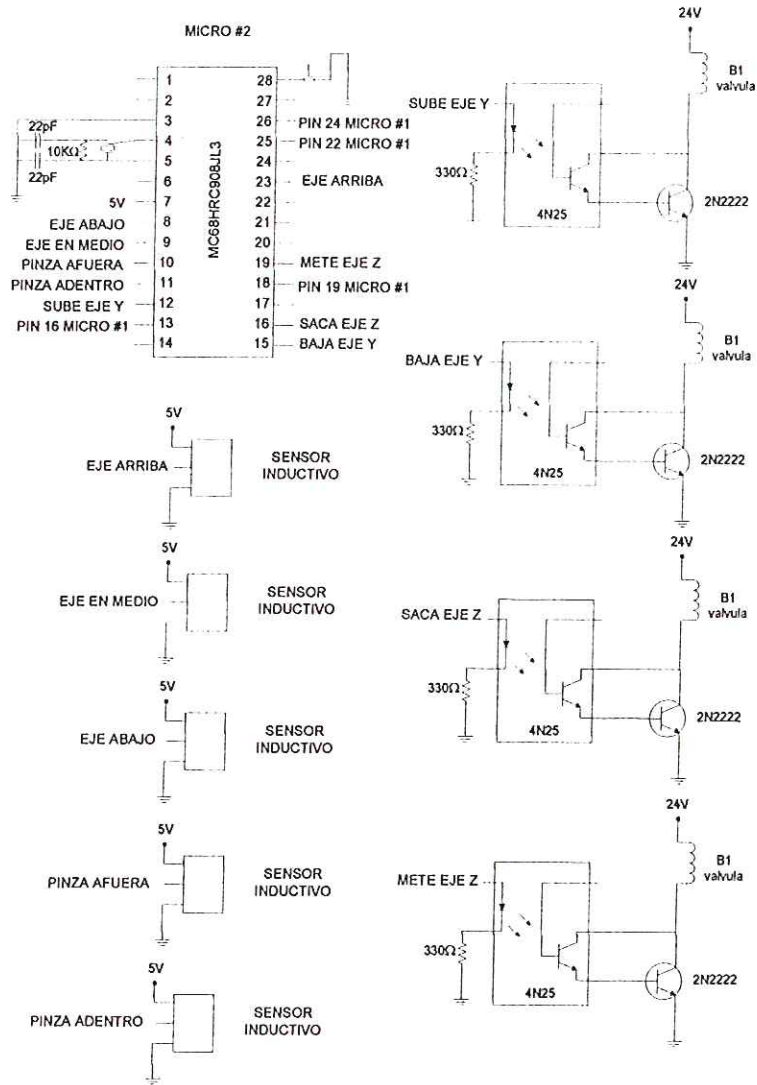 MICRO #2
MC68HRC908JL3
1
2
3
4
5
6
7
8
9
10
11
12
13
14
28
27
26
25
24
23
22
21
20
19
18
17
16
15
22pF
10KΩ
22pF
5V
EJE ABAJO
EJE EN MEDIO
PINZA AFUERA
PINZA ADENTRO
SUBE EJE Y
PIN 16 MICRO #1
PIN 24 MICRO #1
PIN 22 MICRO #1
EJE ARRIBA
METE EJE Z
PIN 19 MICRO #1
SACA EJE Z
BAJA EJE Y
5V
EJE ARRIBA
SENSOR
INDUCTIVO
5V
EJE EN MEDIO
SENSOR
INDUCTIVO
5V
EJE ABAJO
SENSOR
INDUCTIVO
5V
PINZA AFUERA
SENSOR
INDUCTIVO
5V
PINZA ADENTRO
SENSOR
INDUCTIVO
24V
B1
valvula
SUBE EJE Y
330Ω
4N25
2N2222
24V
B1
valvula
BAJA EJE Y
330Ω
4N25
2N2222
24V
B1
valvula
SACA EJE Z
330Ω
4N25
2N2222
24V
B1
valvula
METE EJE Z
330Ω
4N25
2N2222